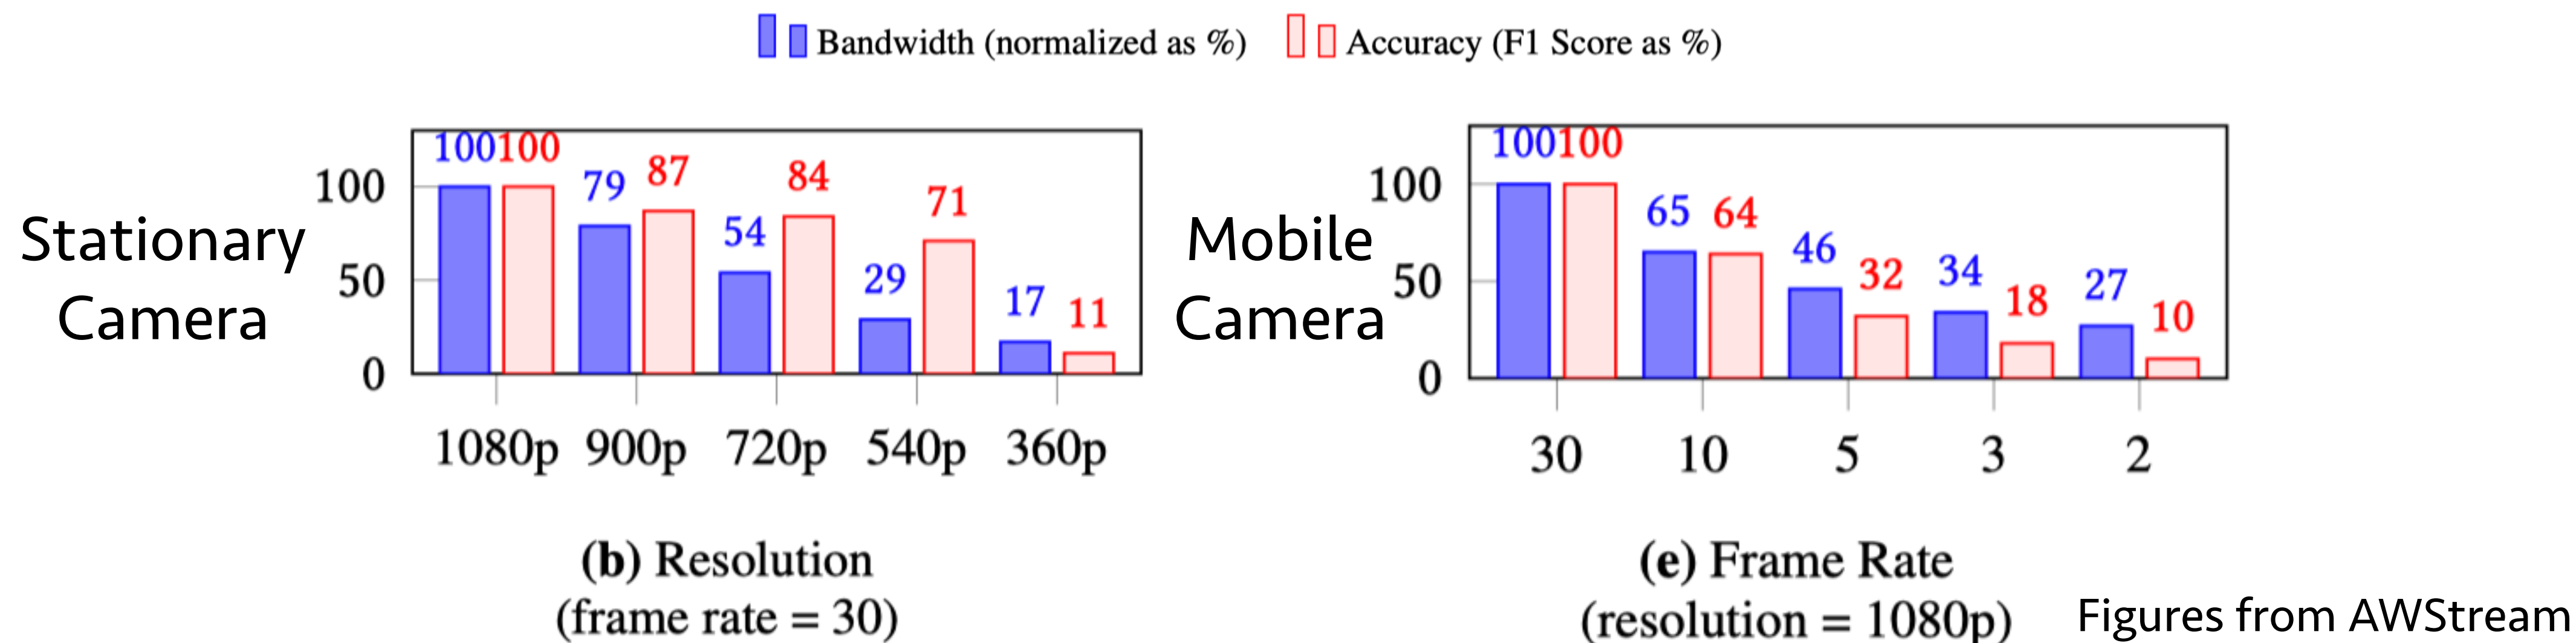 Bandwidth (normalized as %) Accuracy (F1 Score as %)
Stationary
Camera
100
50
0
100 100
79 87
54 84
29 71
17 11
1080p 900p 720p 540p 360p
(b) Resolution
(frame rate = 30)
Mobile
Camera
100
50
0
100 100
65 64
46 32
34 18
27 10
30 10 5 3 2
(e) Frame Rate
(resolution = 1080p)
Figures from AWStream